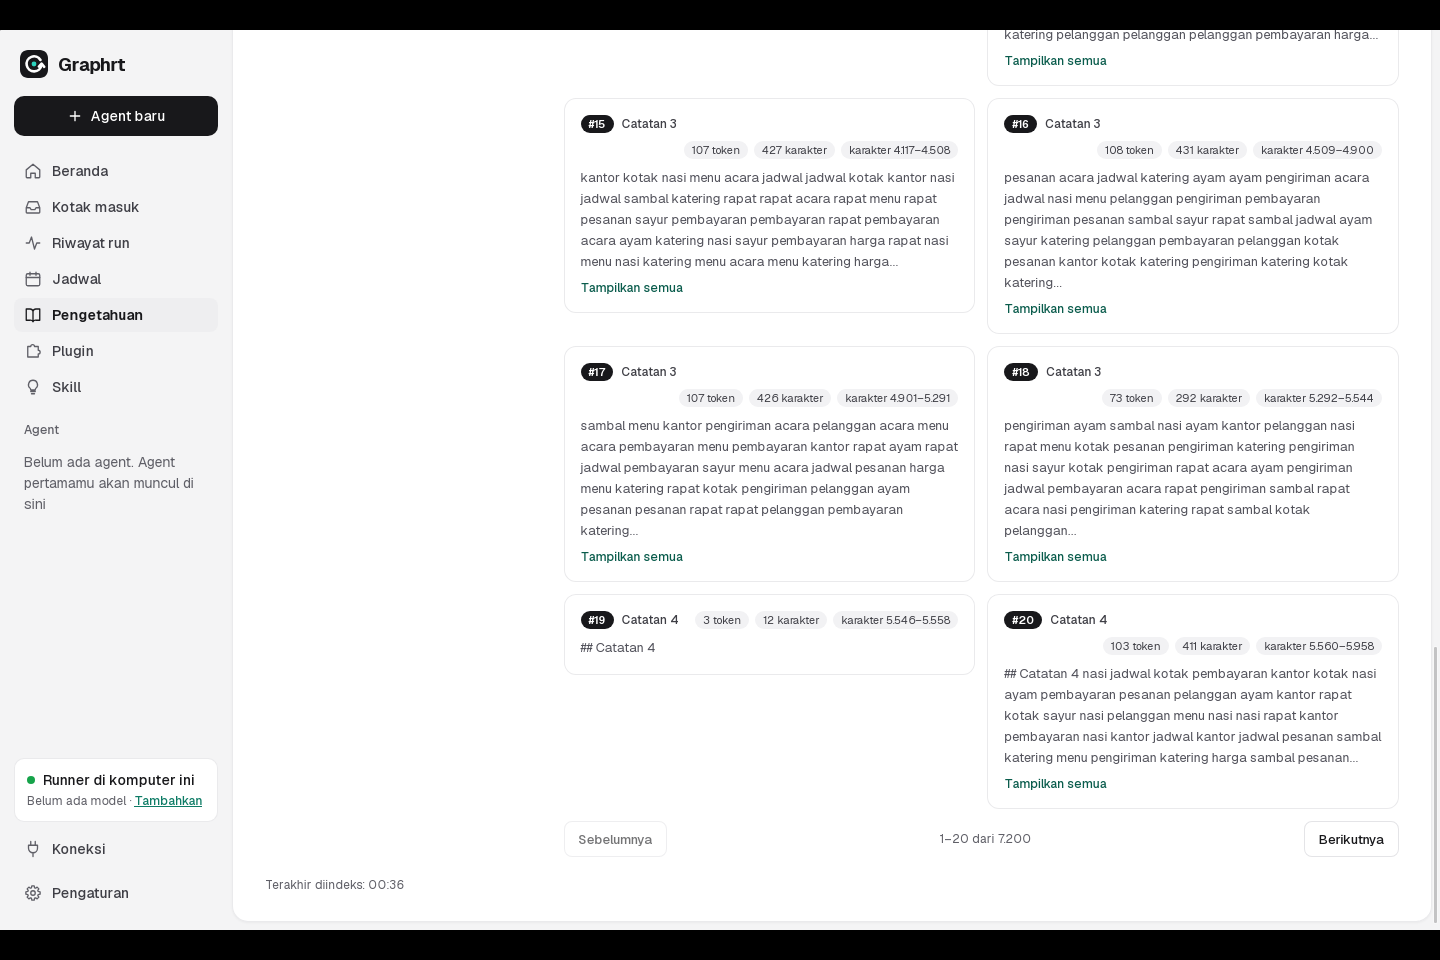 Graphrt
Agent baru
Beranda
Kotak masuk
Riwayat run
Jadwal
Pengetahuan
Plugin
Skill
Agent
Belum ada agent. Agent
pertamamu akan muncul di
sini
Runner di komputer ini
Belum ada model · Tambahkan
Koneksi
Pengaturan
katering pelanggan pelanggan pelanggan pembayaran harga...
Tampilkan semua
#15 Catatan 3
107 token 427 karakter karakter 4.117–4.508
kantor kotak nasi menu acara jadwal jadwal kotak kantor nasi
jadwal sambal katering rapat rapat acara rapat menu rapat
pesanan sayur pembayaran pembayaran rapat pembayaran
acara ayam katering nasi sayur pembayaran harga rapat nasi
menu nasi katering menu acara menu katering harga...
Tampilkan semua
#16 Catatan 3
108 token 431 karakter karakter 4.509–4.900
pesanan acara jadwal katering ayam ayam pengiriman acara
jadwal nasi menu pelanggan pengiriman pembayaran
pengiriman pesanan sambal sayur rapat sambal jadwal ayam
sayur katering pelanggan pembayaran pelanggan kotak
pesanan kantor kotak katering pengiriman katering kotak
katering...
Tampilkan semua
#17 Catatan 3
107 token 426 karakter karakter 4.901–5.291
sambal menu kantor pengiriman acara pelanggan acara menu
acara pembayaran menu pembayaran kantor rapat ayam rapat
jadwal pembayaran sayur menu acara jadwal pesanan harga
menu katering rapat kotak pengiriman pelanggan ayam
pesanan pesanan rapat rapat pelanggan pembayaran
katering...
Tampilkan semua
#18 Catatan 3
73 token 292 karakter karakter 5.292–5.544
pengiriman ayam sambal nasi ayam kantor pelanggan nasi
rapat menu kotak pesanan pengiriman katering pengiriman
nasi sayur kotak pengiriman rapat acara ayam pengiriman
jadwal pembayaran acara rapat pengiriman sambal rapat
acara nasi pengiriman katering rapat sambal kotak
pelanggan...
Tampilkan semua
#19 Catatan 4 3 token 12 karakter karakter 5.546–5.558
## Catatan 4
#20 Catatan 4
103 token 411 karakter karakter 5.560–5.958
## Catatan 4 nasi jadwal kotak pembayaran kantor kotak nasi
ayam pembayaran pesanan pelanggan ayam kantor rapat
kotak sayur nasi pelanggan menu nasi nasi rapat kantor
pembayaran nasi kantor jadwal kantor jadwal pesanan sambal
katering menu pengiriman katering harga sambal pesanan...
Tampilkan semua
Sebelumnya
1–20 dari 7.200
Berikutnya
Terakhir diindeks: 00:36